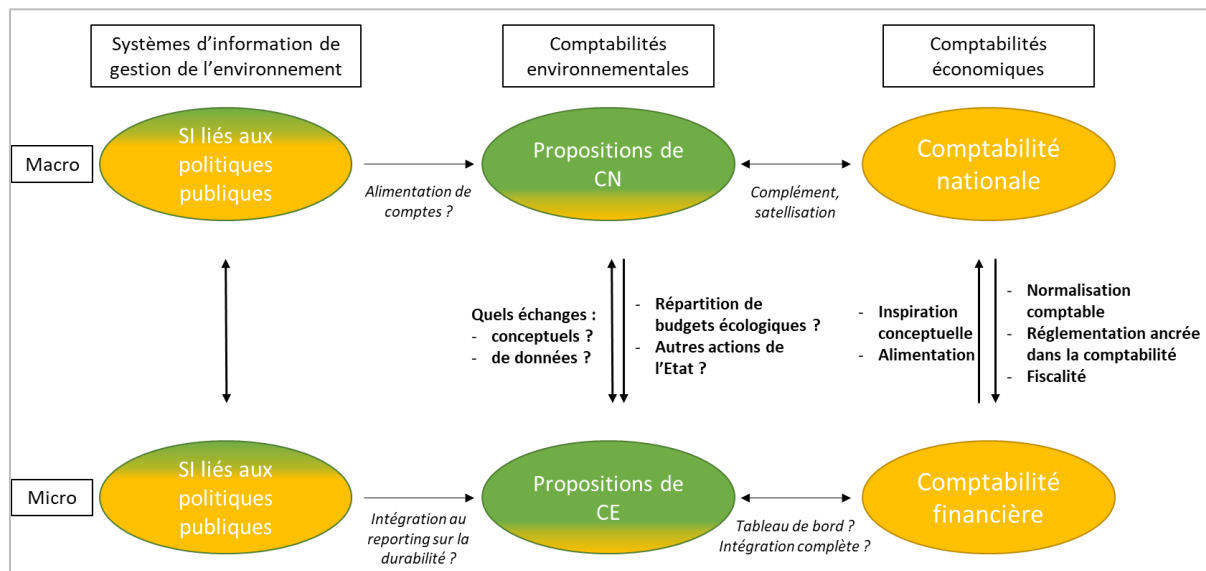 Systèmes d'information de
gestion de l'environnement
Comptabilités
environnementales
Comptabilités
économiques
Macro
SI liés aux
politiques
publiques
Alimentation de
comptes ?
Propositions de
CN
Complément,
satellisation
Comptabilité
nationale
Quels échanges :
- conceptuels ?
- de données ?
- Répartition de
budgets écologiques ?
- Autres actions de
l'Etat ?
- Inspiration
conceptuelle
- Alimentation
- Normalisation
comptable
- Réglementation ancrée
dans la comptabilité
- Fiscalité
Micro
SI liés aux
politiques
publiques
Intégration au
reporting sur la
durabilité ?
Propositions de
CE
Tableau de bord ?
Intégration complète ?
Comptabilité
financière